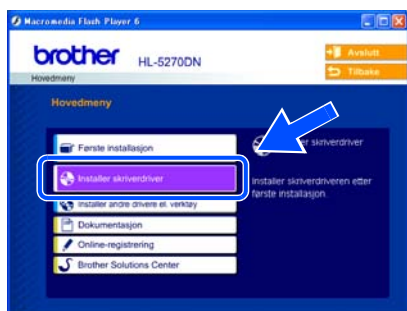 Macromedia Flash Player 6
brother HL-5270DN
Avslutt
Tilbake
Hovedmeny
Hovedmeny
Første installasjon
Installer skriverdriver
Installer andre drivere el. verktøy
Dokumentasjon
Online-registrering
Brother Solutions Center
er skriverdriver
Installer skriverdriveren etter
første installasjon.